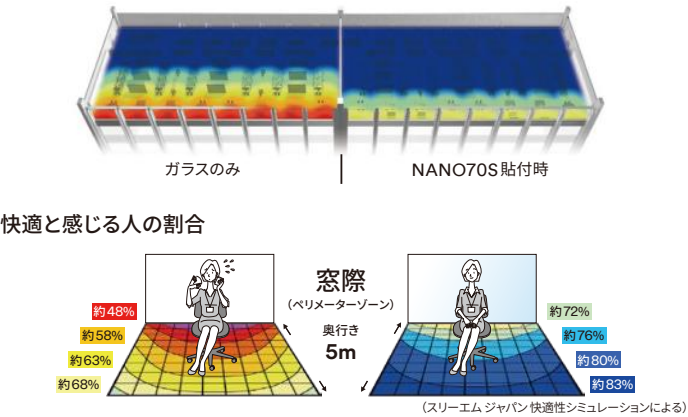 ガラスのみ
NANO70S貼付時
快適と感じる人の割合
窓際
(ペリメーターゾーン)
奥行き
5m
約48%
約58%
約63%
約68%
約72%
約76%
約80%
約83%
(スリーエム ジャパン 快適性シミュレーションによる)